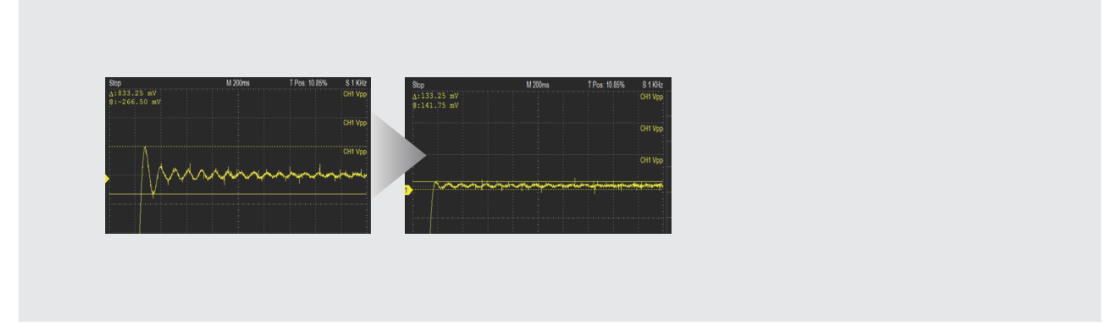 Stop M 200ms T Pos: 10.85% S 1 KHz
Δ:833.25 mV CH1 Vpp
B:-266.50 mV
CH1 Vpp
CH1 Vpp
Stop M 200ms T Pos: 10.85% S 1 KHz
Δ:133.25 mV CH1 Vpp
B:141.75 mV
CH1 Vpp
CH1 Vpp